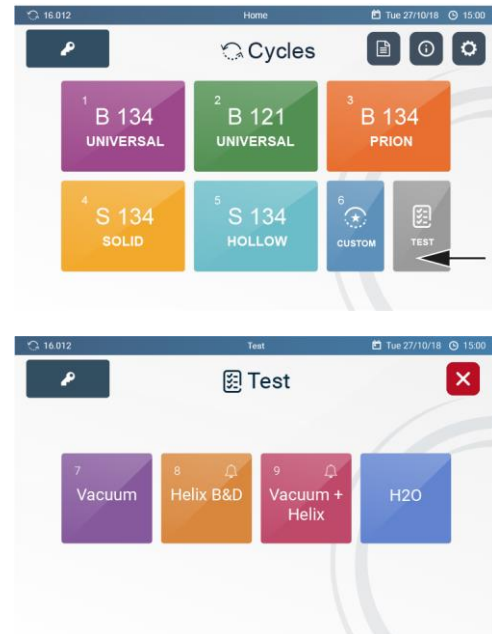 16.012 Home Tue 27/10/18 15:00
Cycles
1
B 134
UNIVERSAL
2
B 121
UNIVERSAL
3
B 134
PRION
4
S 134
SOLID
5
S 134
HOLLOW
6
CUSTOM
TEST
16.012 Test Tue 27/10/18 15:00
Test
7
Vacuum
8
Helix B&D
9
Vacuum +
Helix
H2O